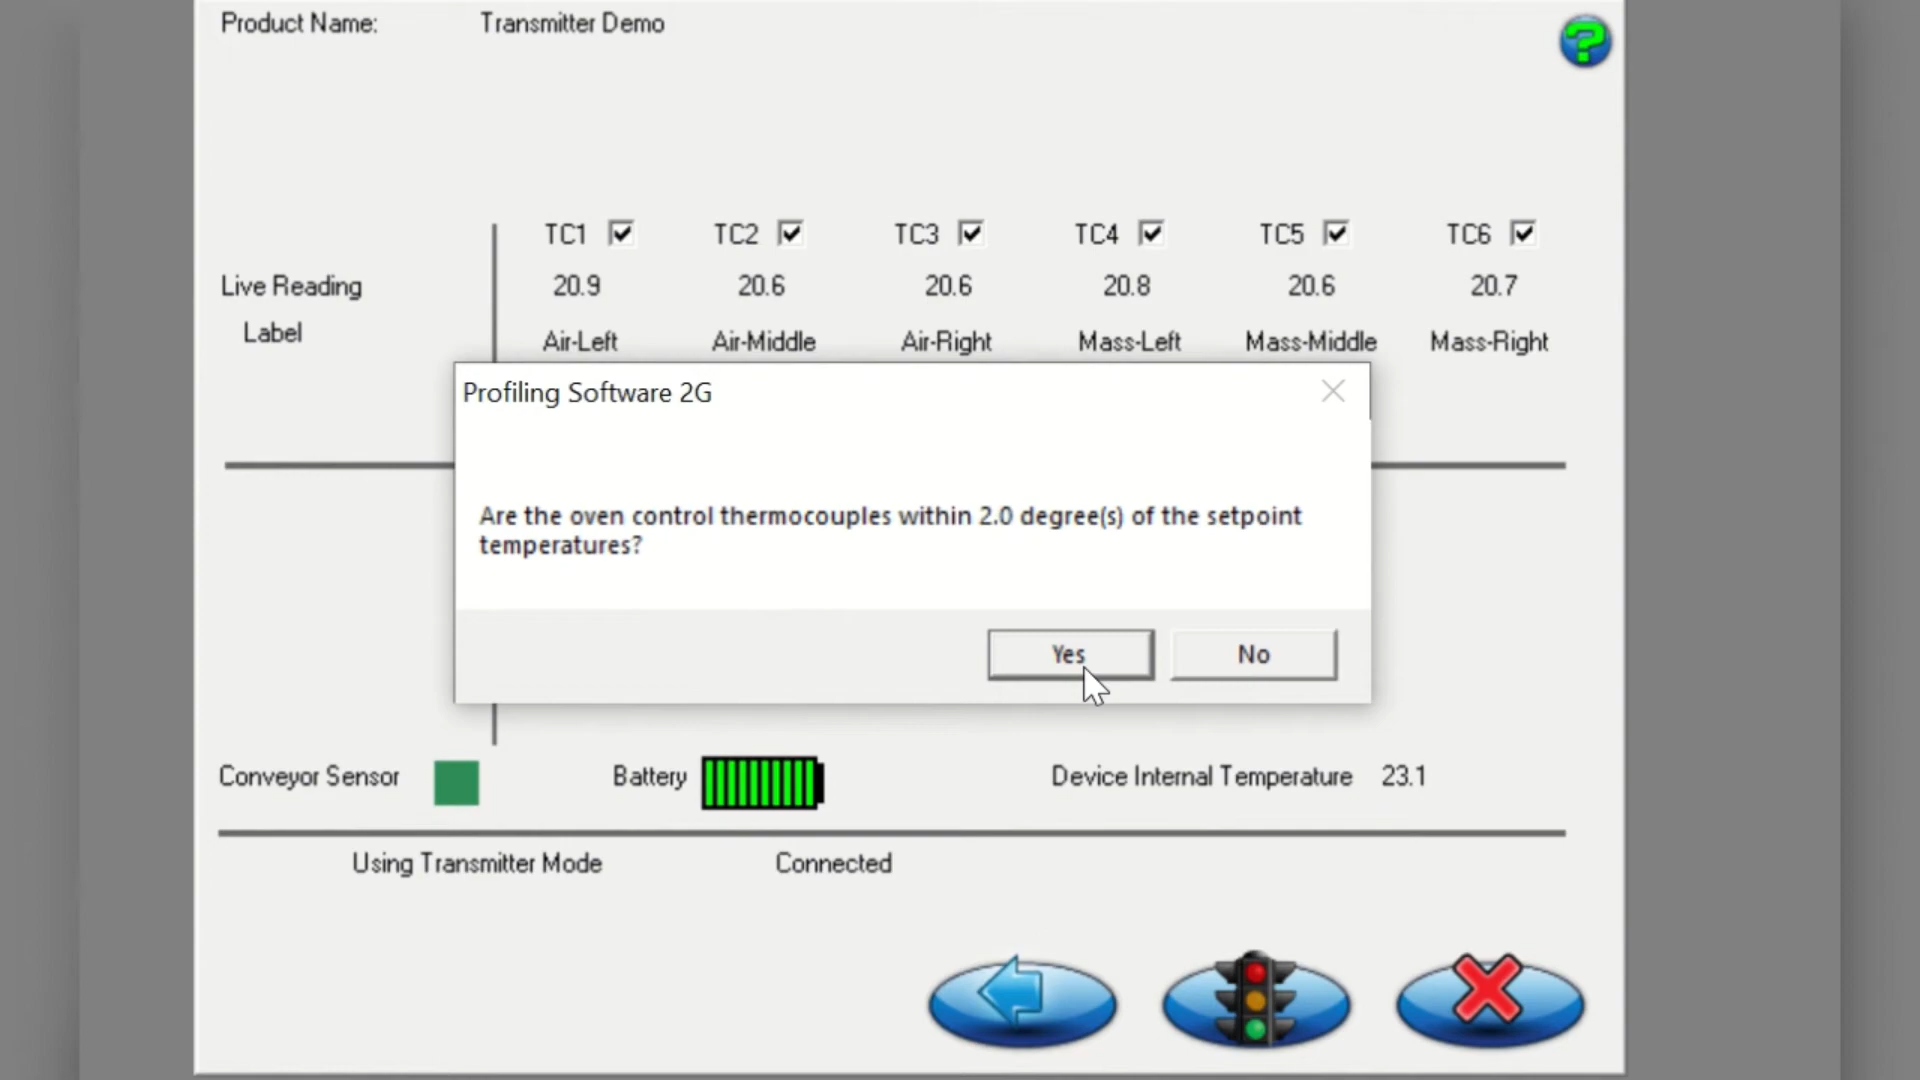 Product Name: Transmitter Demo
TC1 TC2 TC3 TC4 TC5 TC6
Live Reading 20.9 20.6 20.6 20.8 20.6 20.7
Label Air-Left Air-Middle Air-Right Mass-Left Mass-Middle Mass-Right
Profiling Software 2G
Are the oven control thermocouples within 2.0 degree(s) of the setpoint
temperatures?
Yes No
Conveyor Sensor Battery Device Internal Temperature 23.1
Using Transmitter Mode Connected